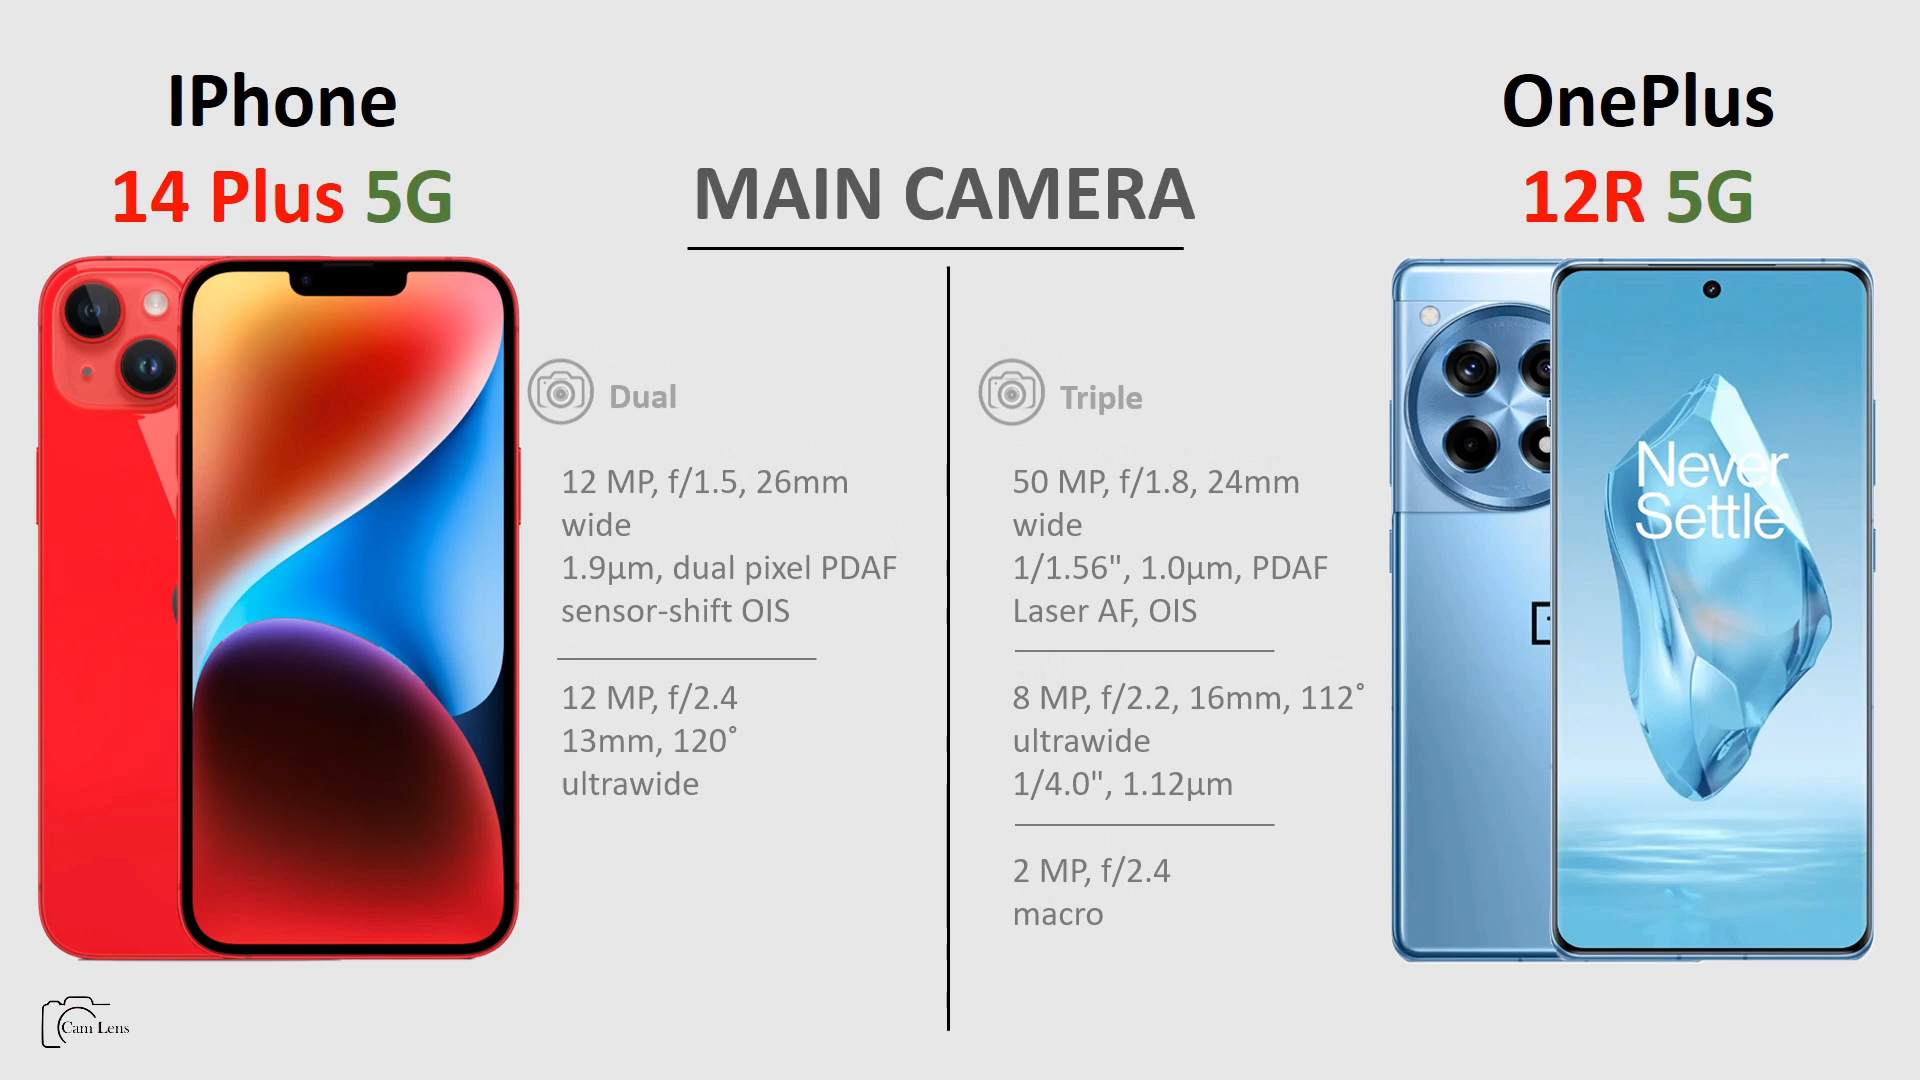 IPhone
14 Plus 5G
MAIN CAMERA
OnePlus
12R 5G
Dual
12 MP, f/1.5, 26mm
wide
1.9µm, dual pixel PDAF
sensor-shift OIS
12 MP, f/2.4
13mm, 120˚
ultrawide
Triple
50 MP, f/1.8, 24mm
wide
1/1.56", 1.0µm, PDAF
Laser AF, OIS
8 MP, f/2.2, 16mm, 112˚
ultrawide
1/4.0", 1.12µm
2 MP, f/2.4
macro
Never
Settle
Cam Lens